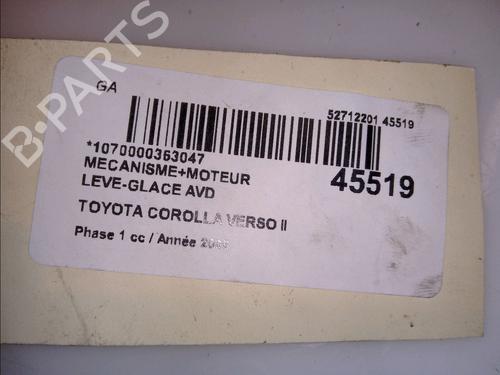 GA
52712201 45519
*1070000363047
MECANISME+MOTEUR
45519
LEVE-GLACE AVD
TOYOTA COROLLA VERSO II
Phase 1 cc / Année
B-PARTS